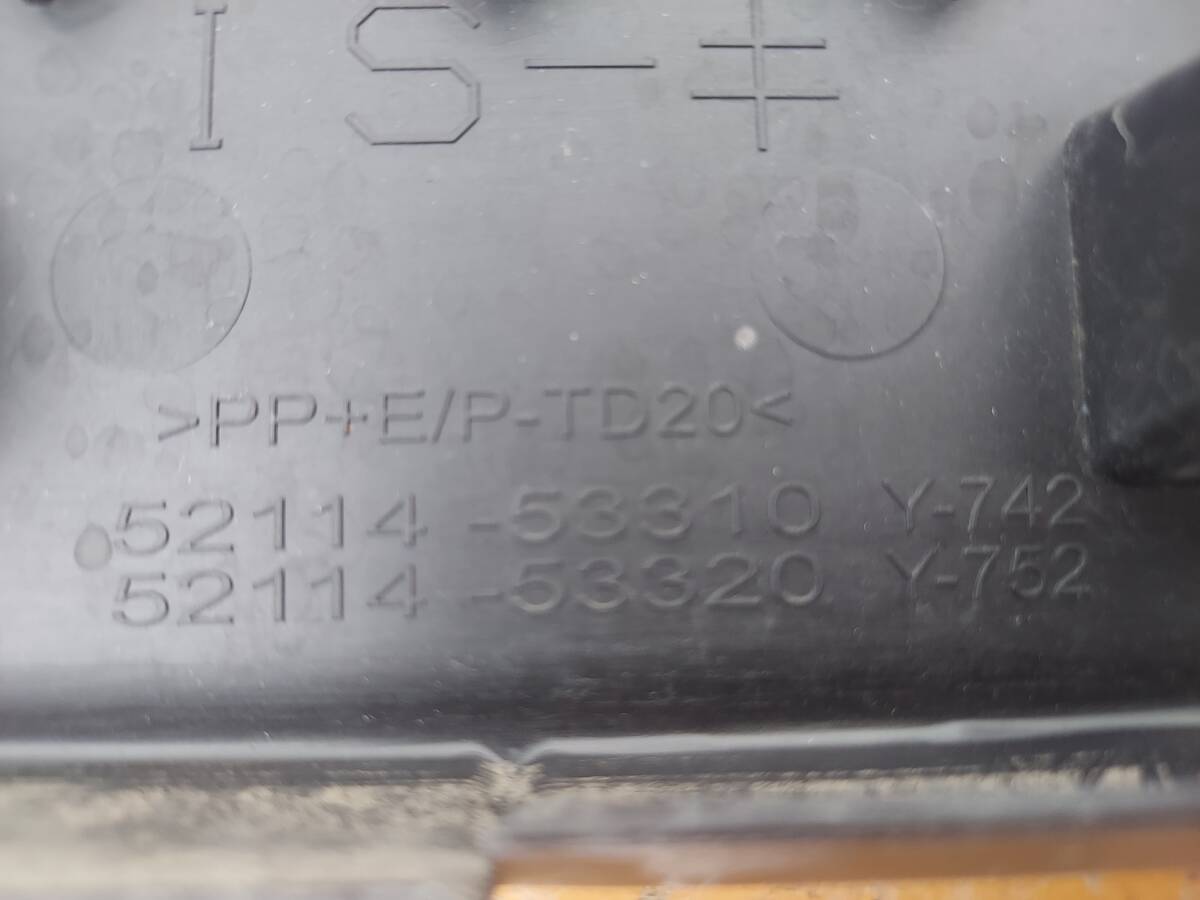 IS-キ
>PP+E/P-TD20<
52114-53310 Y-742
52114-53320 Y-752